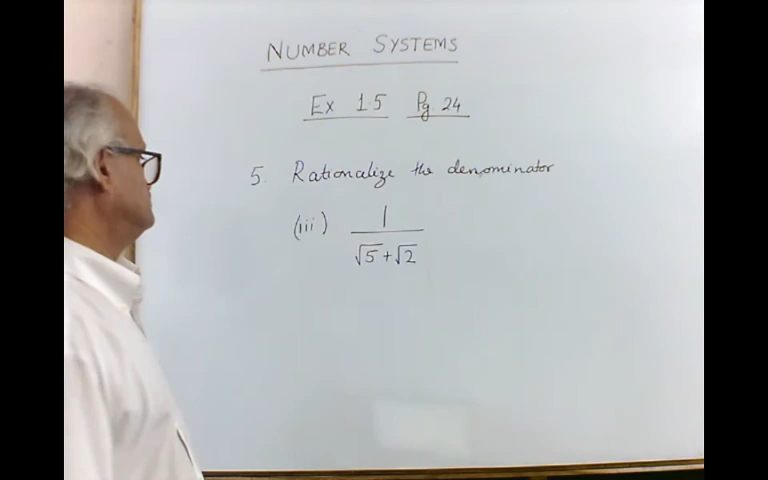 NUMBER SYSTEMS
Ex 1.5 Pg 24
5. Rationalize the denominator
(iii) 1
√5+√2